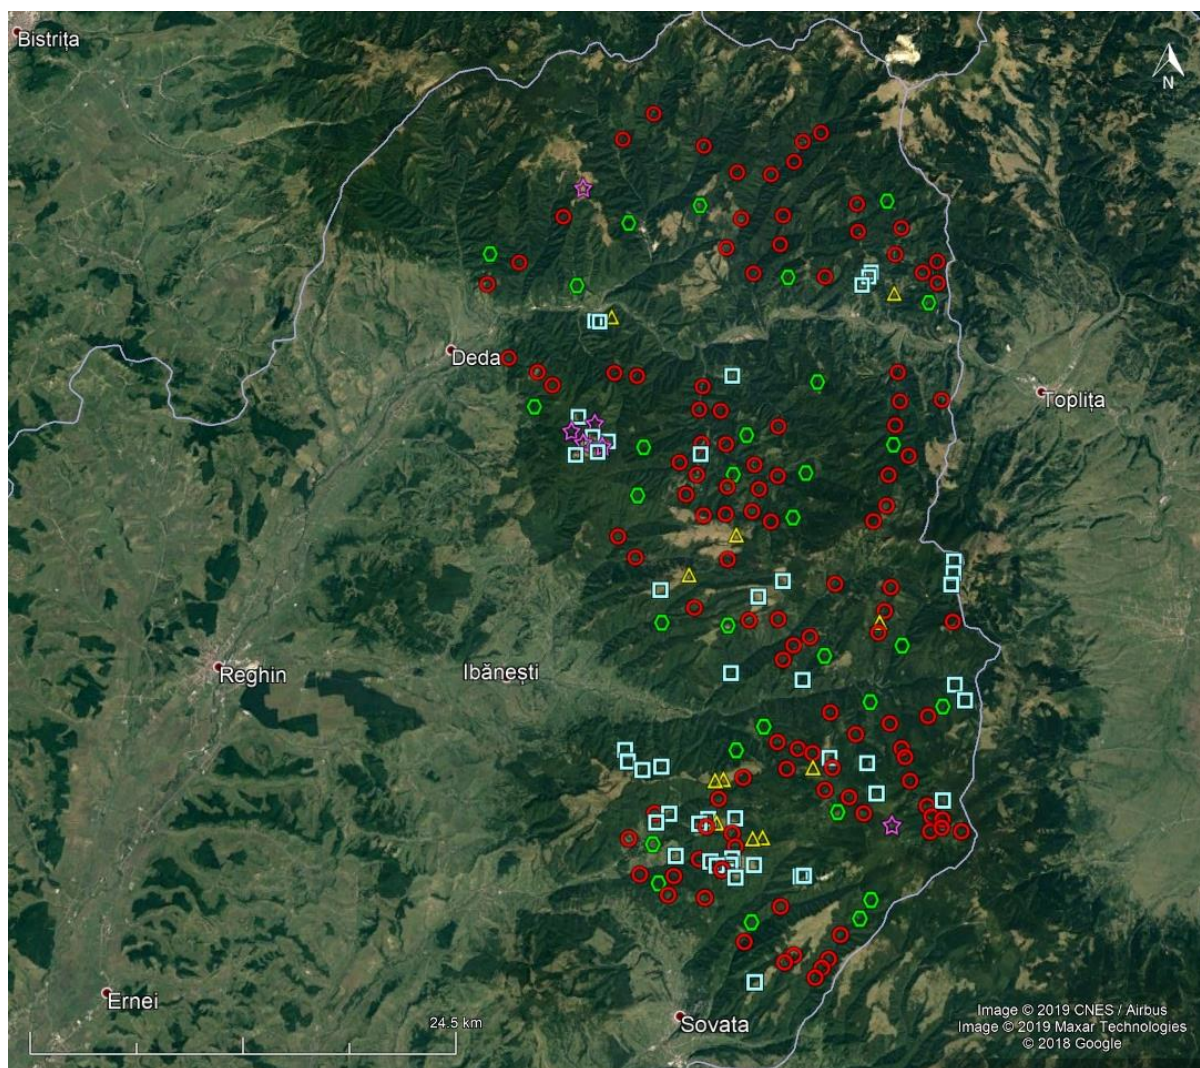 Bistrița
N
Deda
Toplița
Reghin
Ibănești
Ernei
24.5 km
Sovata
Image © 2019 CNES / Airbus
Image © 2019 Maxar Technologies
© 2018 Google